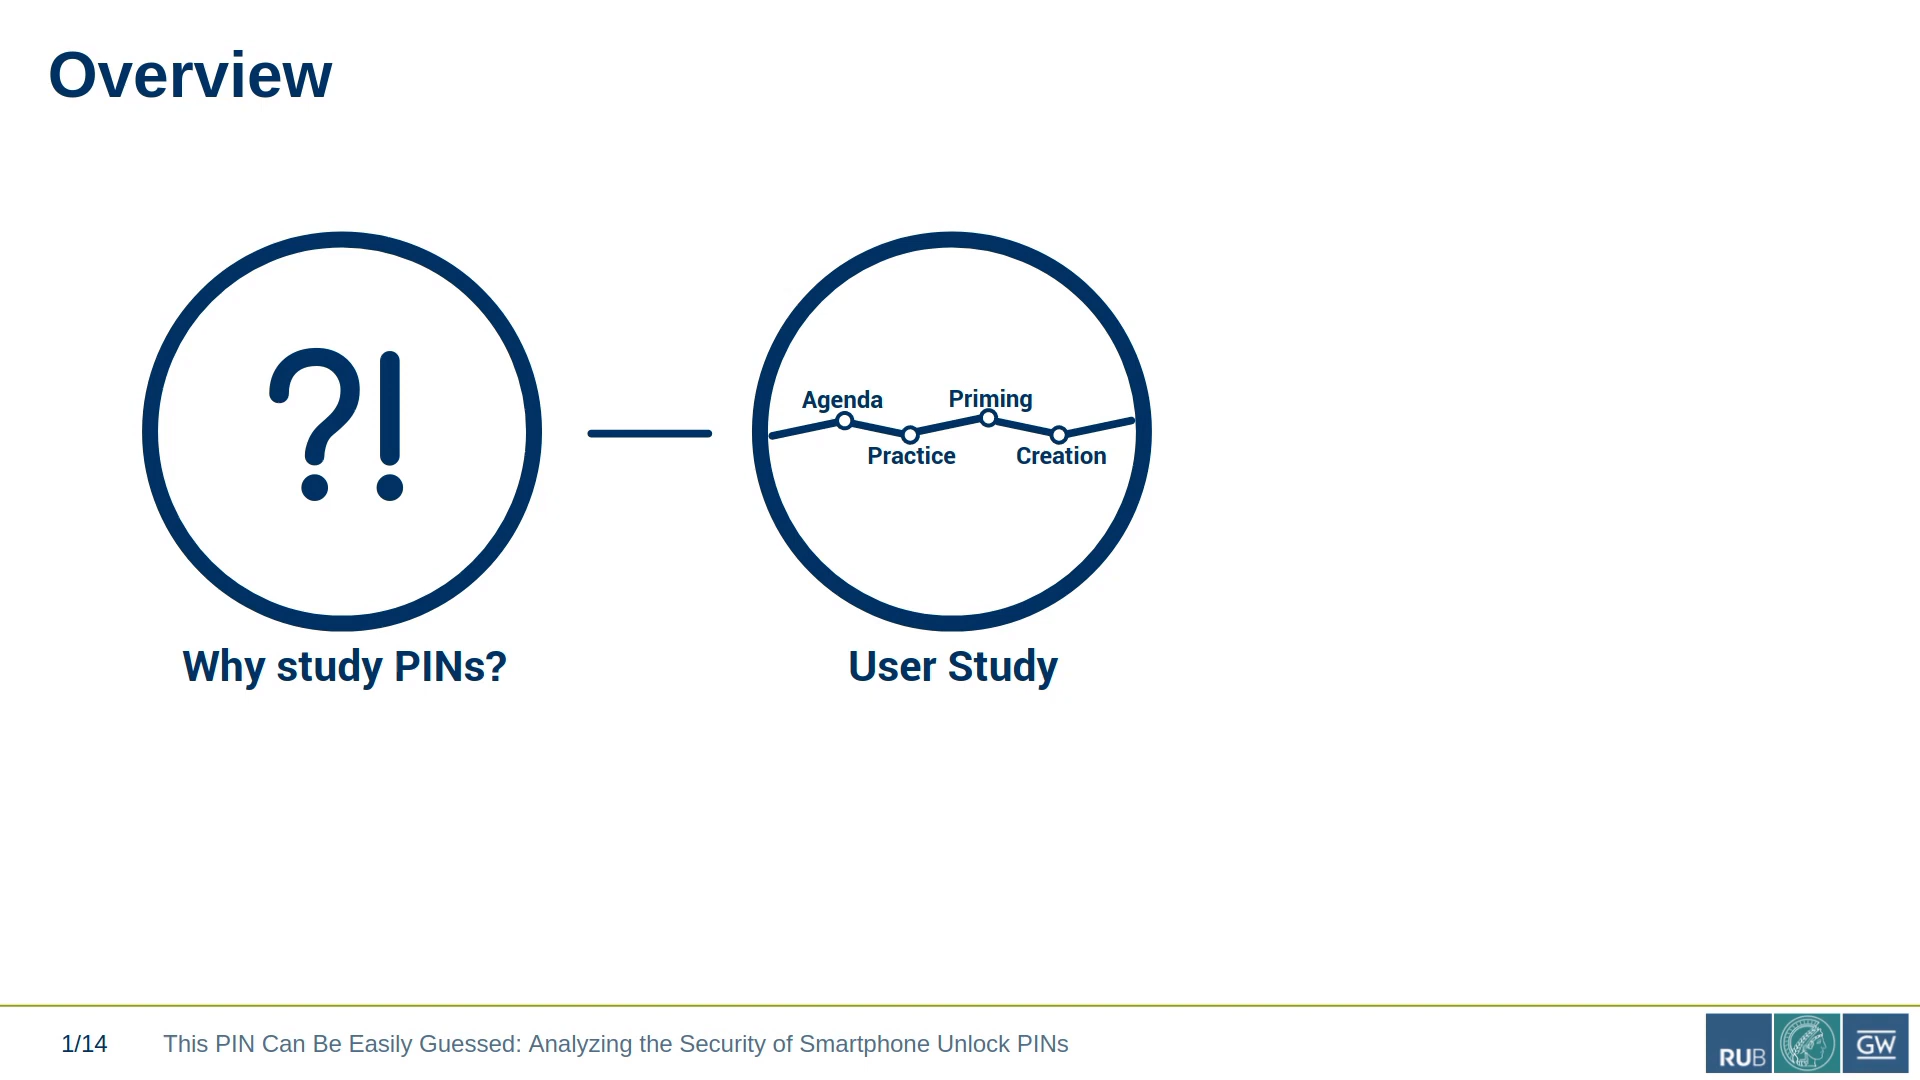 Overview
?!
Agenda
Priming
Practice
Creation
Why study PINs?
User Study
1/14
This PIN Can Be Easily Guessed: Analyzing the Security of Smartphone Unlock PINs
RUB
GW